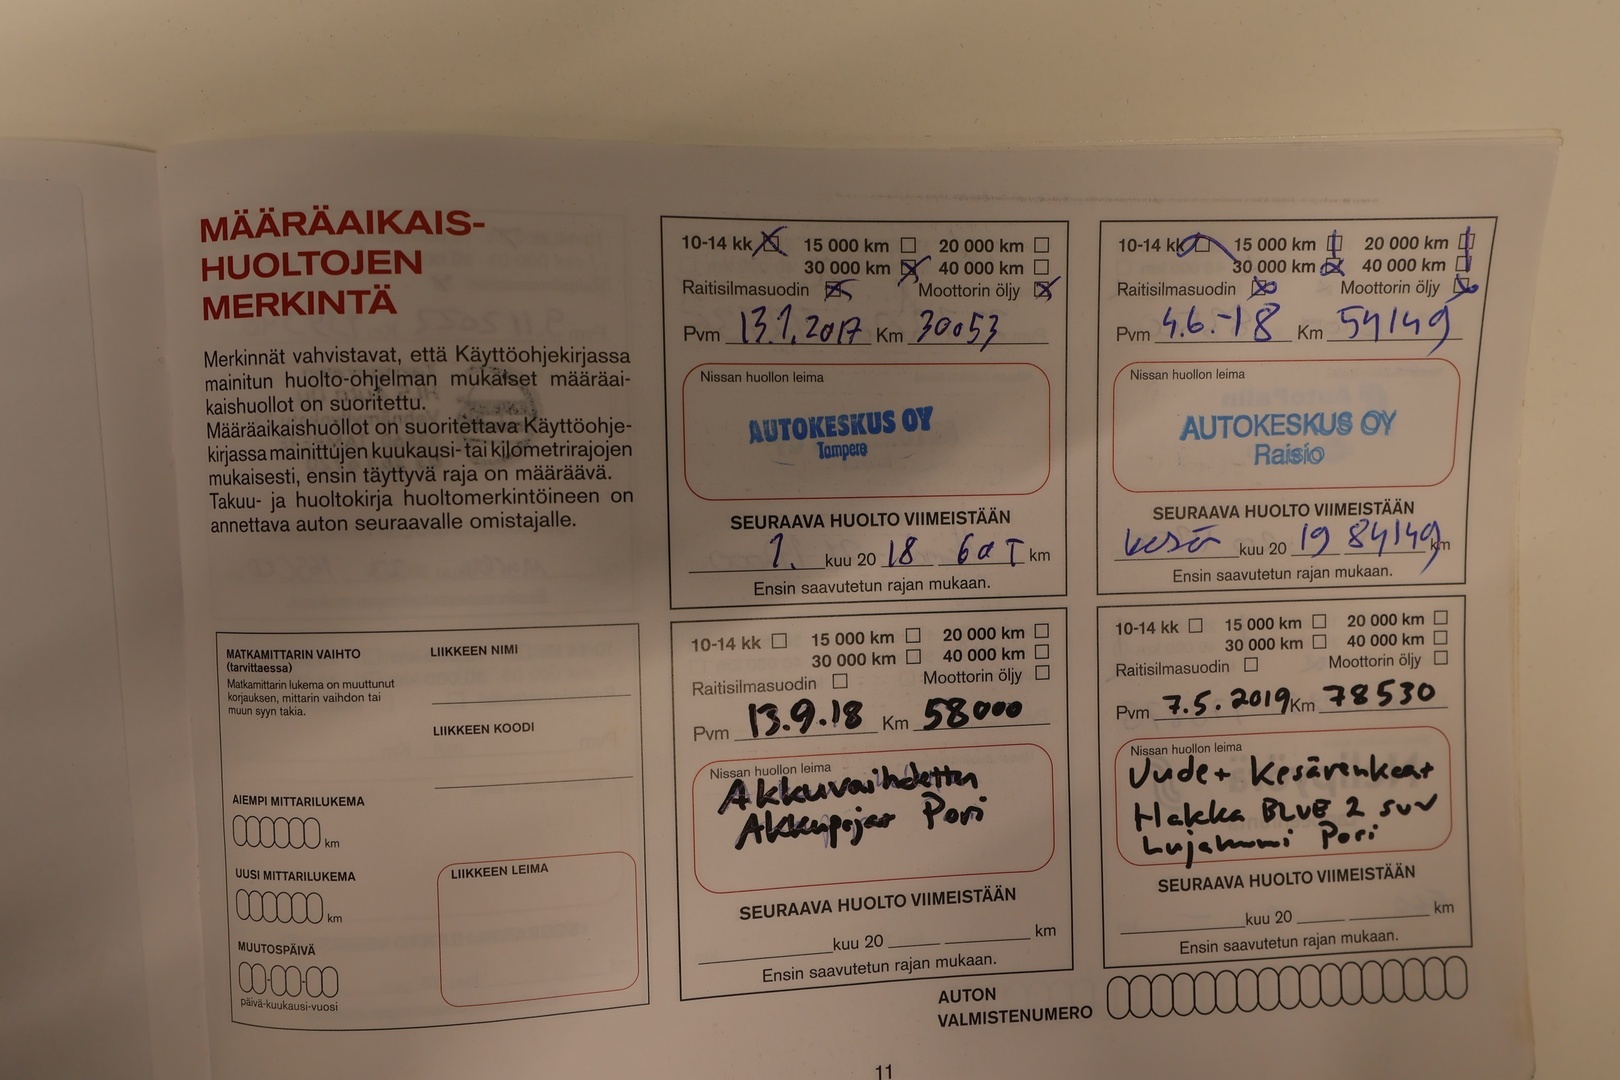 MÄÄRÄAIKAIS-
HUOLTOJEN
MERKINTÄ
Merkinnät vahvistavat, että Käyttöohjekirjassa
mainitun huolto-ohjelman mukaiset määräai-
kaishuollot on suoritettu.
Määräaikaishuollot on suoritettava Käyttöohje-
kirjassa mainittujen kuukausi- tai kilometrirajojen
mukaisesti, ensin täyttyvä raja on määräävä.
Takuu- ja huoltokirja huoltomerkintöineen on
annettava auton seuraavalle omistajalle.
MATKAMITTARIN VAIHTO
(tarvittaessa)
Matkamittarin lukema on muuttunut
korjauksen, mittarin vaihdon tai
muun syyn takia.
AIEMPI MITTARILUKEMA
km
UUSI MITTARILUKEMA
km
MUUTOSPÄIVÄ
päivä-kuukausi-vuosi
LIIKKEEN NIMI
LIIKKEEN KOODI
LIIKKEEN LEIMA
10-14 kk 15 000 km 20 000 km
30 000 km 40 000 km
Raitisilmasuodin Moottorin öljy
Pvm 13.1.2017 Km 30053
Nissan huollon leima
AUTOKESKUS OY
Tampere
SEURAAVA HUOLTO VIIMEISTÄÄN
1. kuu 20 18 60T km
Ensin saavutetun rajan mukaan.
10-14 kk 15 000 km 20 000 km
30 000 km 40 000 km
Raitisilmasuodin Moottorin öljy
Pvm 4.6.-18 Km 54149
Nissan huollon leima
AUTOKESKUS OY
Raisio
SEURAAVA HUOLTO VIIMEISTÄÄN
kesä kuu 20 19 84149 km
Ensin saavutetun rajan mukaan.
10-14 kk 15 000 km 20 000 km
30 000 km 40 000 km
Raitisilmasuodin Moottorin öljy
Pvm 13.9.18 Km 58000
Nissan huollon leima
Akkuvaihdettu
Akkupojat Pori
SEURAAVA HUOLTO VIIMEISTÄÄN
kuu 20 km
Ensin saavutetun rajan mukaan.
10-14 kk 15 000 km 20 000 km
30 000 km 40 000 km
Raitisilmasuodin Moottorin öljy
Pvm 7.5.2019 Km 78530
Nissan huollon leima
Uudet Kesärenkaat
Hakka BLUE 2 SUV
Lujakumi Pori
SEURAAVA HUOLTO VIIMEISTÄÄN
kuu 20 km
Ensin saavutetun rajan mukaan.
AUTON
VALMISTENUMERO
11